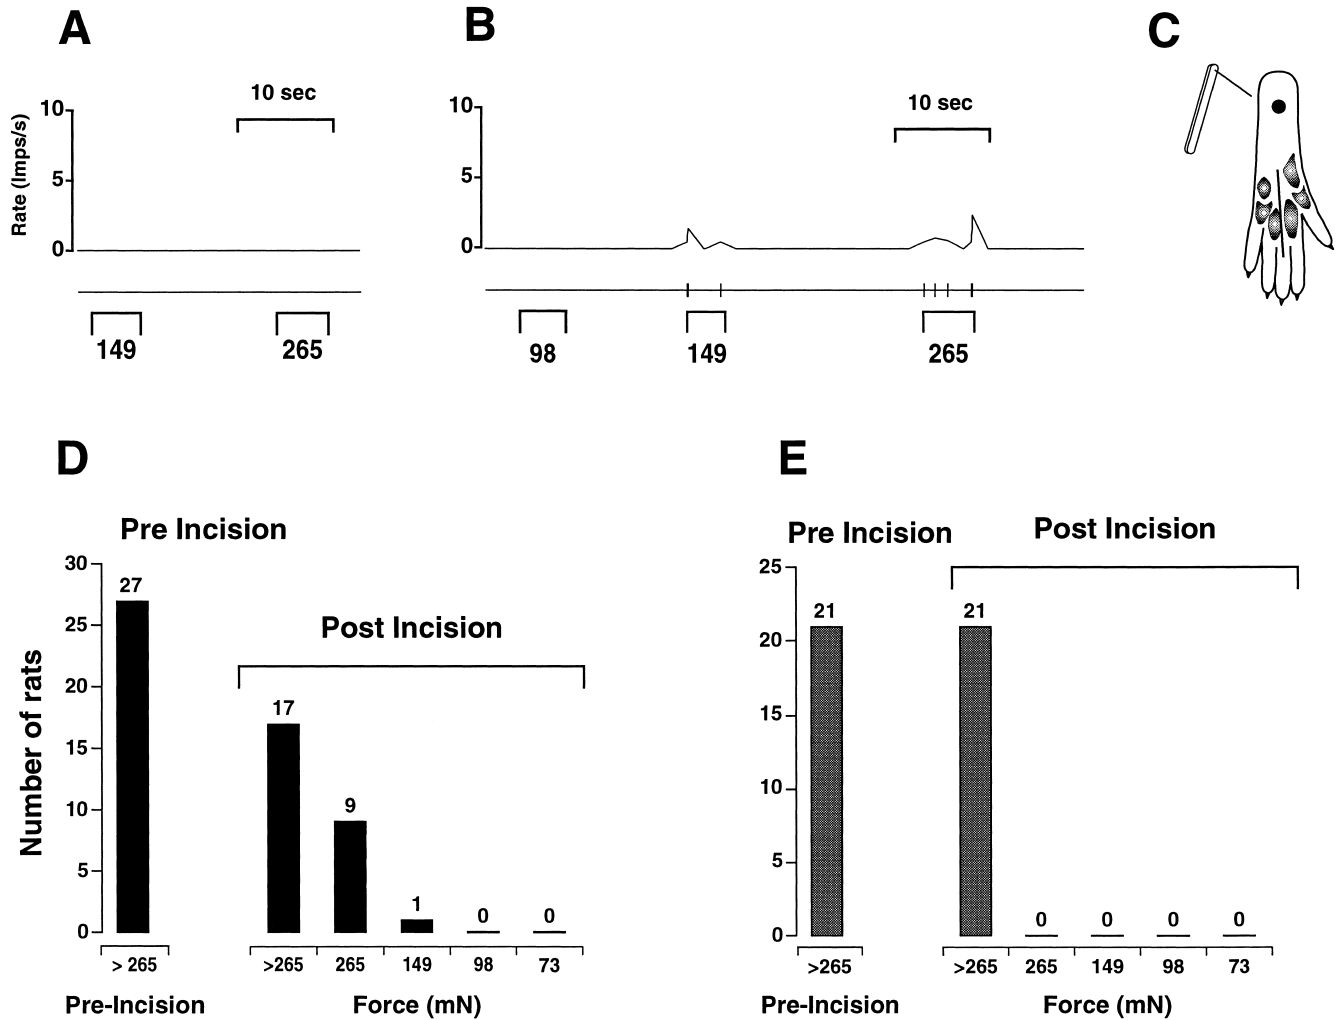 A
B
C
10 sec
10
5
0
Rate (Imps/s)
149
265
10 sec
10
5
0
98
149
265
D
E
Pre Incision
30
25
20
15
10
5
0
Number of rats
27
Post Incision
17
9
1
0
0
> 265
>265
265
149
98
73
Pre-Incision
Force (mN)
Pre Incision
Post Incision
25
20
15
10
5
0
21
21
0
0
0
0
>265
>265
265
149
98
73
Pre-Incision
Force (mN)